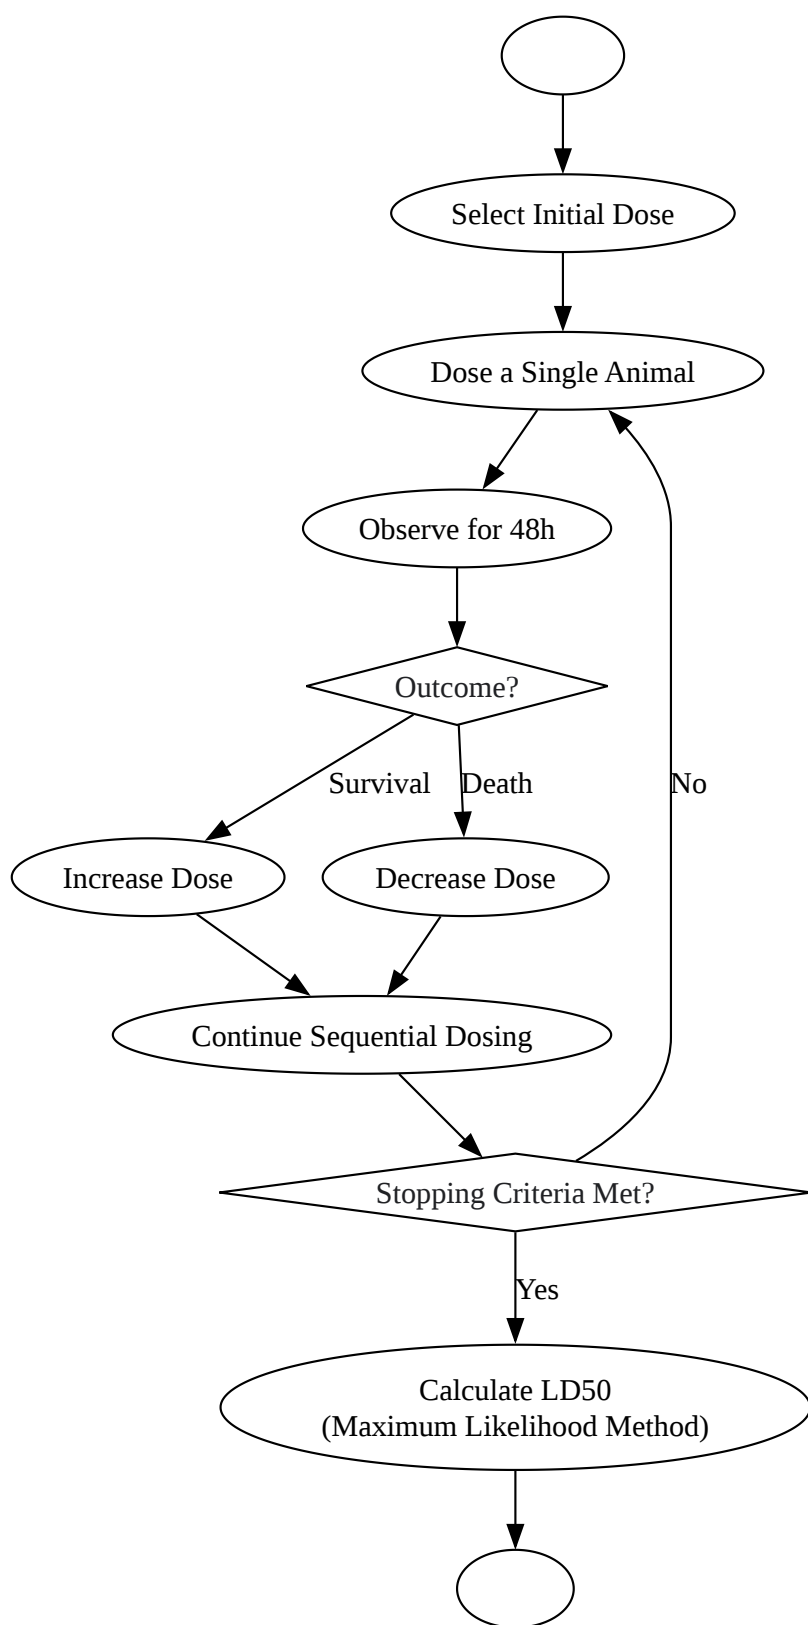 Select Initial Dose
Dose a Single Animal
Observe for 48h
Outcome?
Survival
Death
No
Increase Dose
Decrease Dose
Continue Sequential Dosing
Stopping Criteria Met?
Yes
Calculate LD50
(Maximum Likelihood Method)